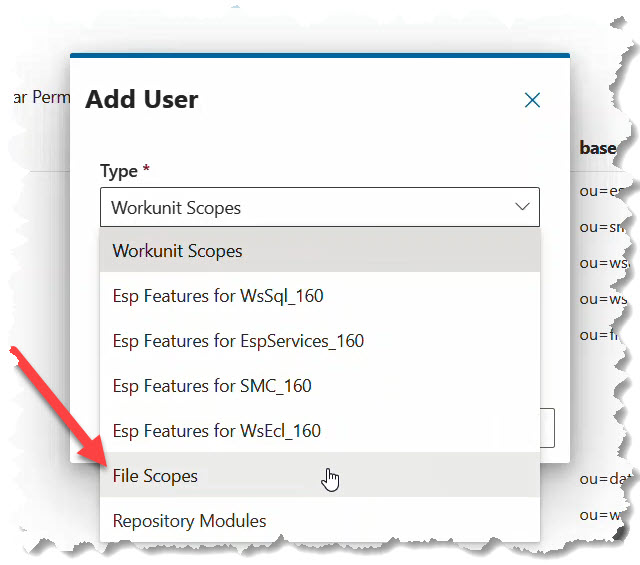 ar Perm
Add User
base
Type *
Workunit Scopes
Workunit Scopes
Esp Features for WsSql_160
Esp Features for EspServices_160
Esp Features for SMC_160
Esp Features for WsEcl_160
File Scopes
Repository Modules
ou=es
ou=sm
ou=ws
ou=ws
ou=f
ou=dat
ou=w